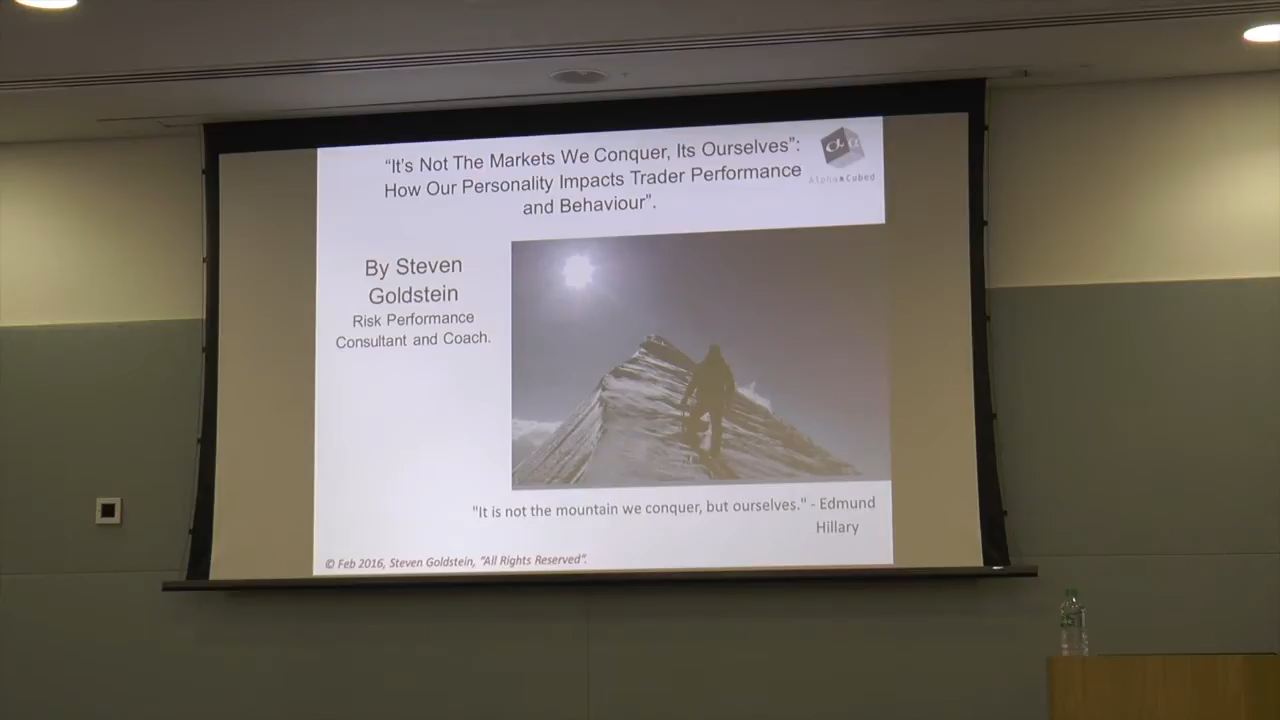 “It’s Not The Markets We Conquer, Its Ourselves”:
How Our Personality Impacts Trader Performance
and Behaviour”.
Alpha Cubed
By Steven
Goldstein
Risk Performance
Consultant and Coach.
"It is not the mountain we conquer, but ourselves." - Edmund
Hillary
© Feb 2016, Steven Goldstein, “All Rights Reserved”.